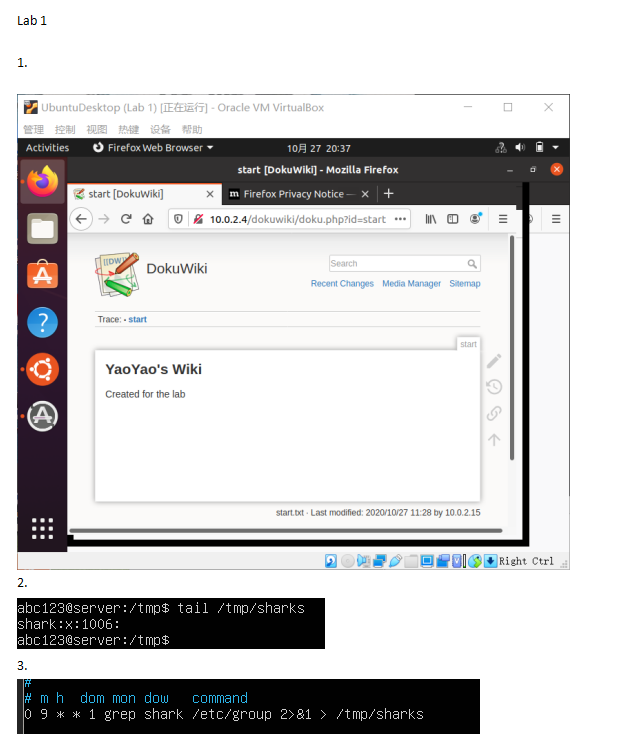 Lab 1
1.
UbuntuDesktop (Lab 1) [正在运行] - Oracle VM VirtualBox
管理 控制 视图 热键 设备 帮助
Activities Firefox Web Browser 10月 27 20:37
start [DokuWiki] - Mozilla Firefox
start [DokuWiki] Firefox Privacy Notice —
10.0.2.4/dokuwiki/doku.php?id=start
DokuWiki
Search
Recent Changes Media Manager Sitemap
Trace: • start
start
YaoYao's Wiki
Created for the lab
start.txt · Last modified: 2020/10/27 11:28 by 10.0.2.15
Right Ctrl
2.
abc123@server:/tmp$ tail /tmp/sharks
shark:x:1006:
abc123@server:/tmp$
3.
#
# m h dom mon dow command
0 9 * * 1 grep shark /etc/group 2>&1 > /tmp/sharks